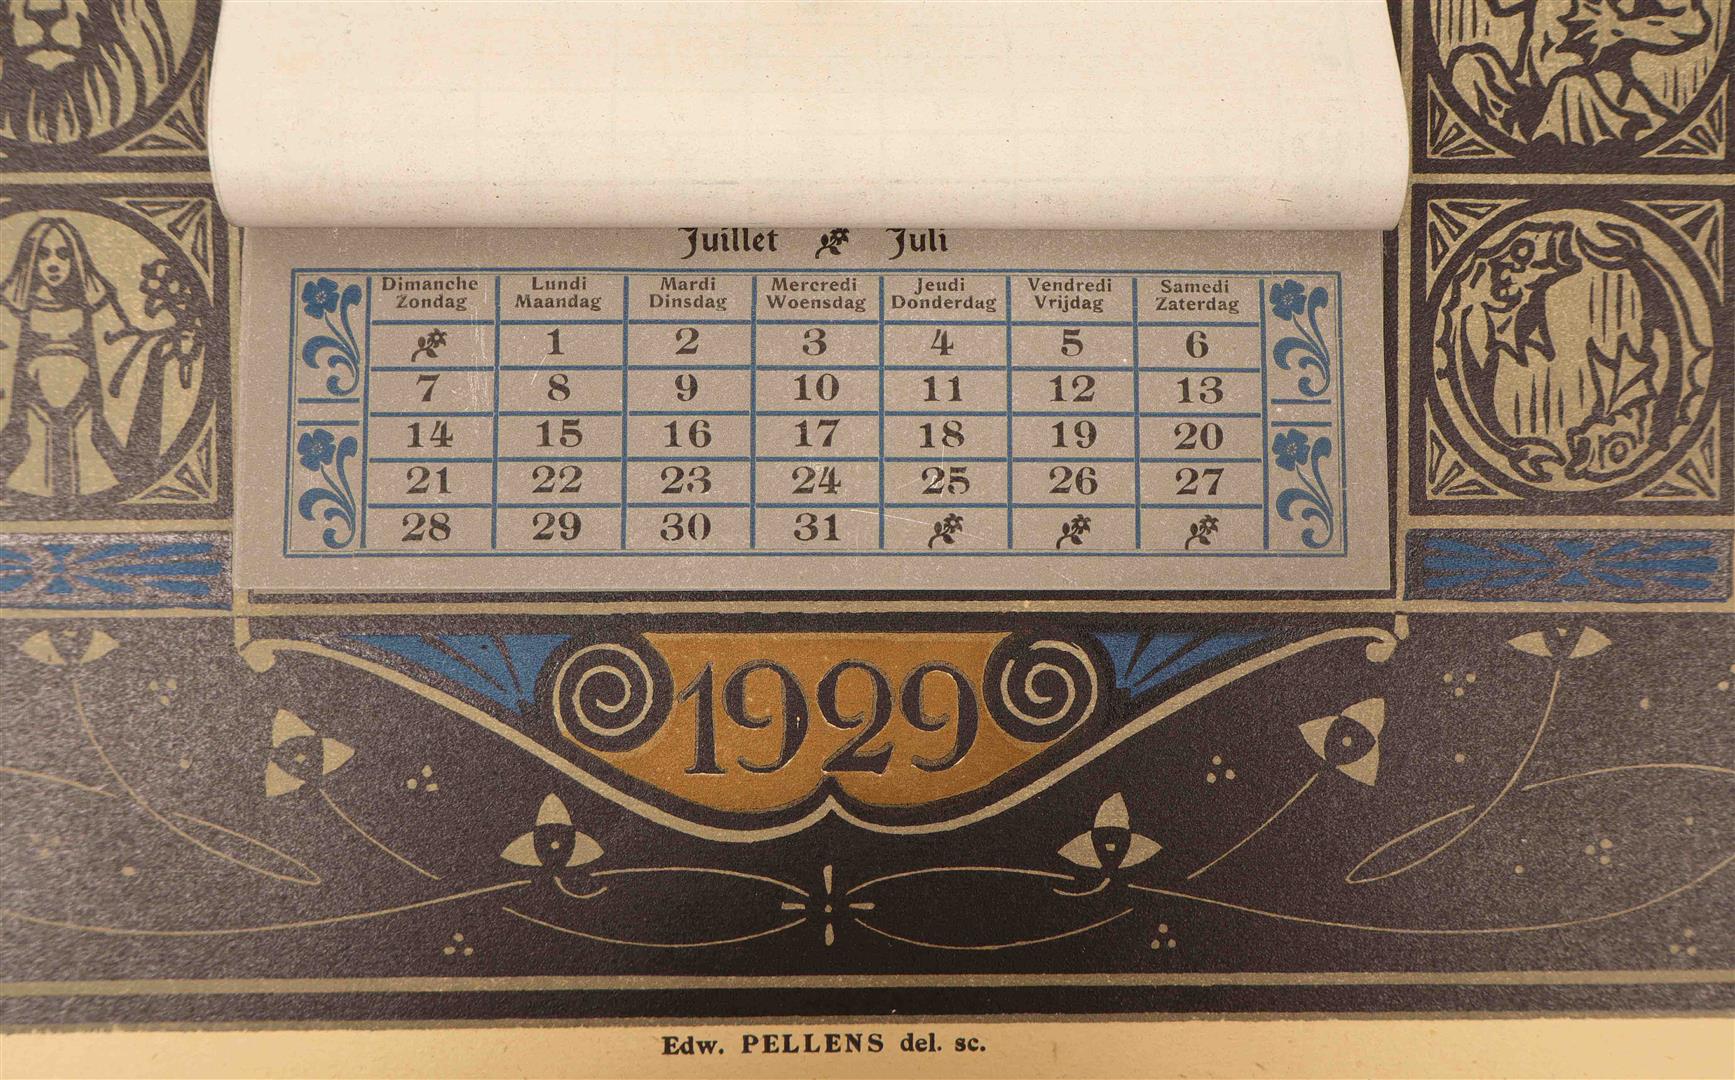 Juillet Juli
Dimanche Lundi Mardi Mercredi Jeudi Vendredi Samedi
Zondag Maandag Dinsdag Woensdag Donderdag Vrijdag Zaterdag
1 2 3 4 5 6
7 8 9 10 11 12 13
14 15 16 17 18 19 20
21 22 23 24 25 26 27
28 29 30 31
1929
Edw. PELLENS del. sc.